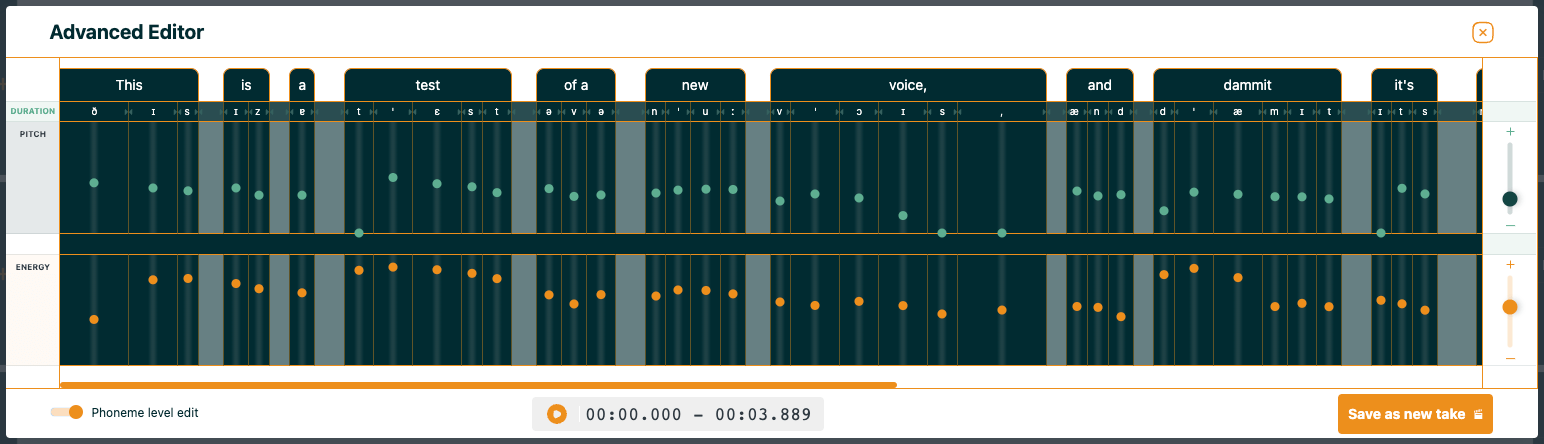 Advanced Editor
This is a test of a new voice, and dammit it's
DURATION ð ɪ s ɪ z ɐ t ˈ ɛ s t ə v ə n ˈ u ː v ˈ ɔ ɪ s , æ n d d ˈ æ m ɪ t ɪ t s
PITCH
+
−
ENERGY
+
−
Phoneme level edit 00:00.000 – 00:03.889 Save as new take